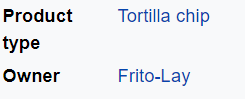 Product Tortilla chip
type
Owner Frito-Lay